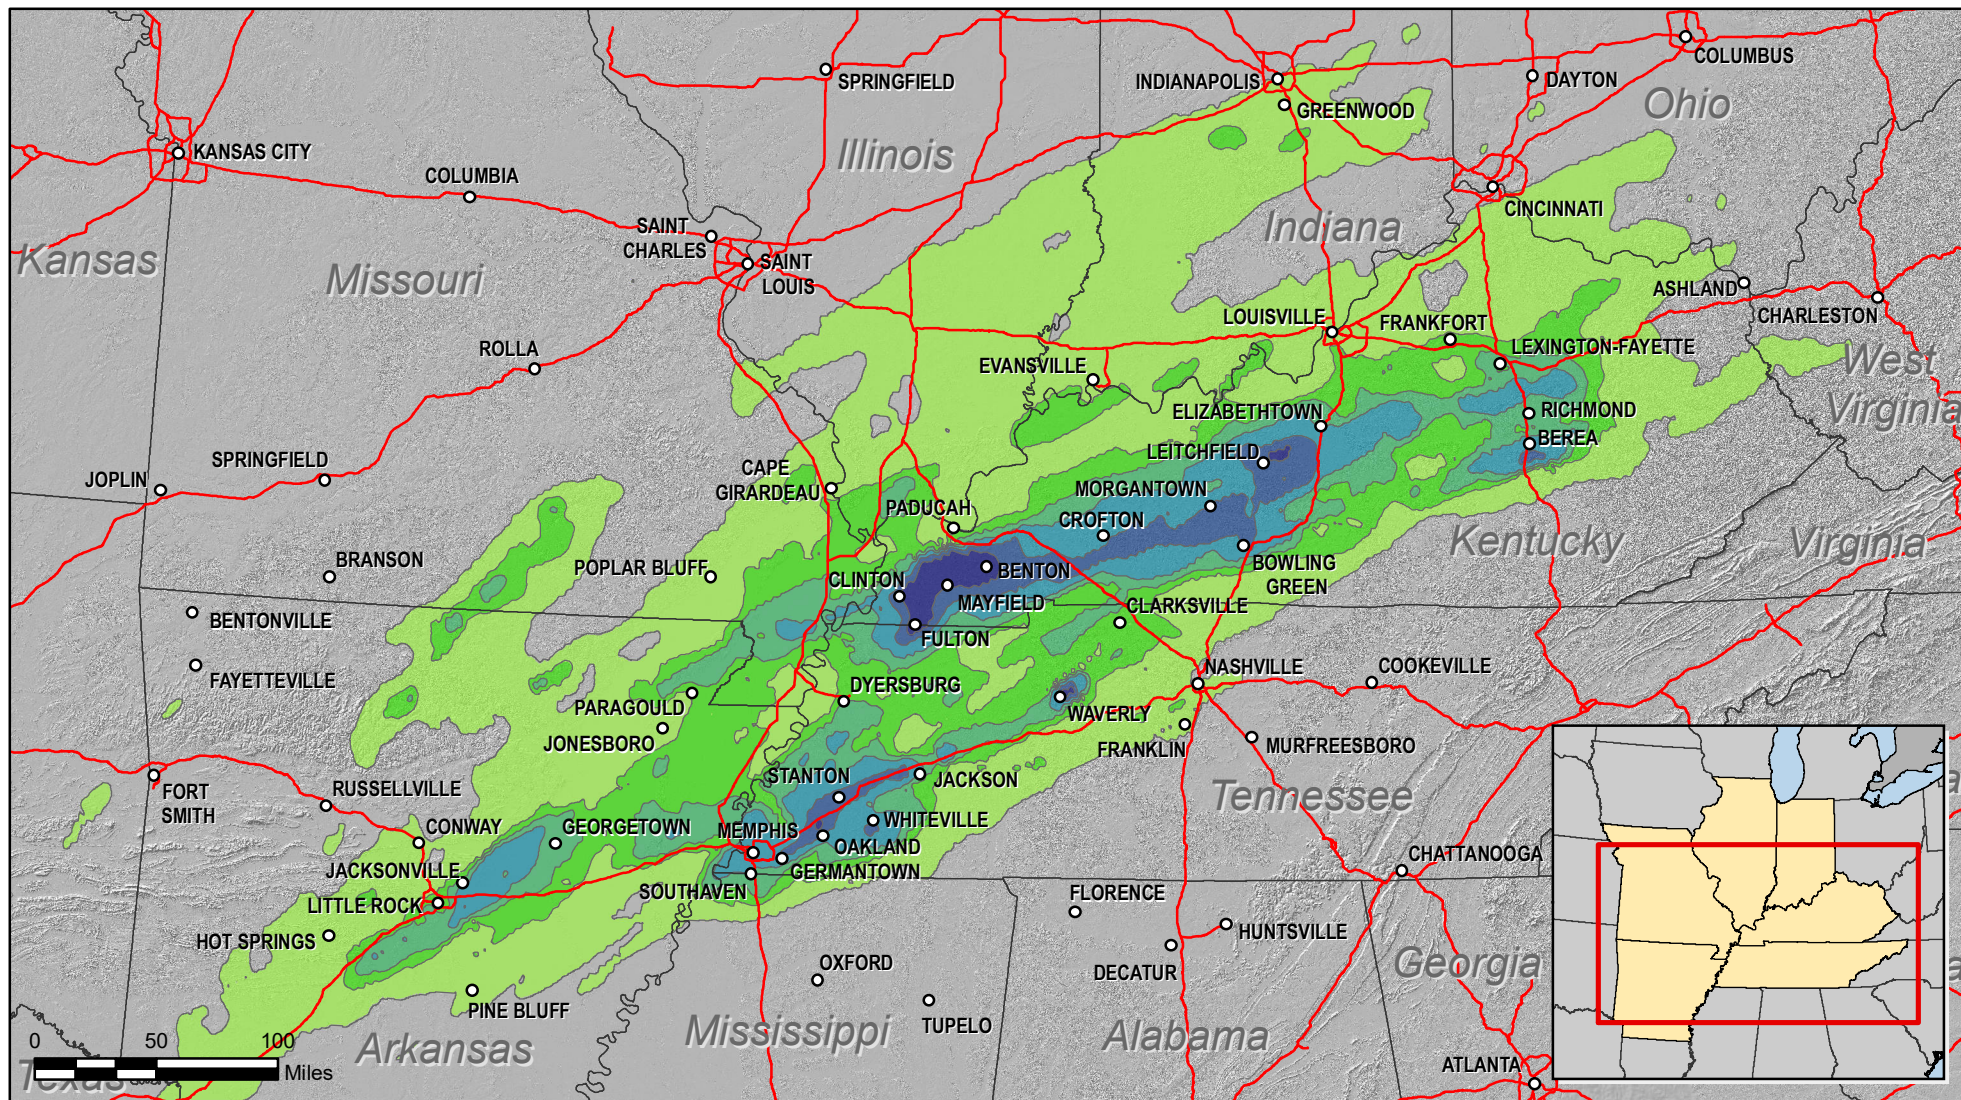 COLUMBUS
SPRINGFIELD
INDIANAPOLIS
DAYTON
GREENWOOD
Ohio
KANSAS CITY
Illinois
COLUMBIA
CINCINNATI
SAINT
CHARLES
Indiana
Kansas
Missouri
SAINT
LOUIS
ASHLAND
CHARLESTON
LOUISVILLE
FRANKFORT
ROLLA
LEXINGTON-FAYETTE
West
Virginia
EVANSVILLE
ELIZABETHTOWN
RICHMOND
BEREA
LEITCHFIELD
SPRINGFIELD
JOPLIN
CAPE
GIRARDEAU
MORGANTOWN
PADUCAH
CROFTON
Kentucky
Virginia
BRANSON
POPLAR BLUFF
CLINTON
BENTON
BOWLING
GREEN
MAYFIELD
CLARKSVILLE
BENTONVILLE
FULTON
FAYETTEVILLE
NASHVILLE
COOKEVILLE
DYERSBURG
PARAGOULD
WAVERLY
JONESBORO
FRANKLIN
MURFREESBORO
STANTON
JACKSON
FORT
SMITH
RUSSELLVILLE
Tennessee
CONWAY
GEORGETOWN
MEMPHIS
WHITEVILLE
OAKLAND
CHATTANOOGA
JACKSONVILLE
GERMANTOWN
SOUTHAVEN
FLORENCE
LITTLE ROCK
HOT SPRINGS
HUNTSVILLE
OXFORD
DECATUR
Georgia
PINE BLUFF
TUPELO
Arkansas
Mississippi
Alabama
ATLANTA
0 50 100
Miles
Texas